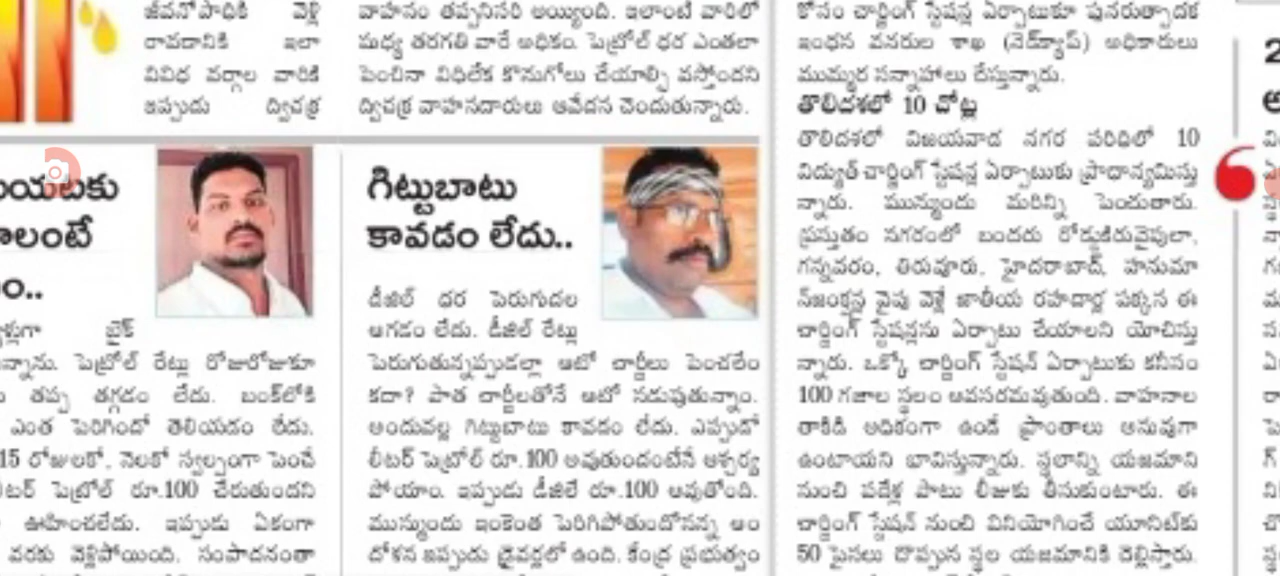 జీవనోపాధికి వెళ్లి
రావడానికి ఇలా
వివిధ వర్గాల వారికి
ఇప్పుడు ద్విచక్ర
వాహనం తప్పనిసరి అయ్యింది. ఇలాంటి వారిలో
మధ్య తరగతి వారే అధికం. పెట్రోల్ ధర ఎంతలా
పెంచినా విధిలేక కొనుగోలు చేయాల్సి వస్తోందని
ద్విచక్ర వాహనదారులు ఆవేదన చెందుతున్నారు.
యటకు
ాలంటే
ం..
బైక్
న్నాను. పెట్రోల్ రేట్లు రోజురోజుకూ
తప్ప తగ్గడం లేదు. బంక్‌లోకి
ఎంత పెరిగిందో తెలియడం లేదు.
15 రోజులకో, నెలకో స్వల్పంగా పెంచే
టర్ పెట్రోల్ రూ.100 చేరుతుందని
ఊహించలేదు. ఇప్పుడు ఏకంగా
వరకు వెళ్లిపోయింది. సంపాదనంతా
గిట్టుబాటు
కావడం లేదు..
డీజిల్ ధర పెరుగుదల
ఆగడం లేదు. డీజిల్ రేట్లు
పెరుగుతున్నప్పుడల్లా ఆటో చార్జీలు పెంచలేం
కదా? పాత చార్జీలతోనే ఆటో నడుపుతున్నాం.
అందువల్ల గిట్టుబాటు కావడం లేదు. ఎప్పుడో
లీటర్ పెట్రోల్ రూ.100 అవుతుందంటేనే ఆశ్చర్య
పోయాం. ఇప్పుడు డీజిలే రూ.100 అవుతోంది.
మున్ముందు ఇంకెంత పెరిగిపోతుందోనన్న ఆం
దోళన ఇప్పుడు డ్రైవర్లలో ఉంది. కేంద్ర ప్రభుత్వం
కోసం చార్జింగ్ స్టేషన్ల ఏర్పాటుకూ పునరుత్పాదక
ఇంధన వనరుల శాఖ (నెడ్‌క్యాప్) అధికారులు
ముమ్మర సన్నాహాలు చేస్తున్నారు.
తొలిదశలో 10 చోట్ల
తొలిదశలో విజయవాడ నగర పరిధిలో 10
విద్యుత్ చార్జింగ్ స్టేషన్ల ఏర్పాటుకు ప్రాధాన్యమిస్తు
న్నారు. మున్ముందు మరిన్ని పెంచుతారు.
ప్రస్తుతం నగరంలో బందరు రోడ్డుకిరువైపులా,
గన్నవరం, తిరువూరు, హైదరాబాద్, హనుమా
న్‌జంక్షన్ల వైపు వెళ్లే జాతీయ రహదార్ల పక్కన ఈ
చార్జింగ్ స్టేషన్లను ఏర్పాటు చేయాలని యోచిస్తు
న్నారు. ఒక్కో చార్జింగ్ స్టేషన్ ఏర్పాటుకు కనీసం
100 గజాల స్థలం అవసరమవుతుంది. వాహనాల
తాకిడి అధికంగా ఉండే ప్రాంతాలు అనువుగా
ఉంటాయని భావిస్తున్నారు. స్థలాన్ని యజమాని
నుంచి పదేళ్ల పాటు లీజుకు తీసుకుంటారు. ఈ
చార్జింగ్ స్టేషన్ నుంచి వినియోగించే యూనిట్‌కు
50 పైసలు చొప్పున స్థల యజమానికి చెల్లిస్తారు.